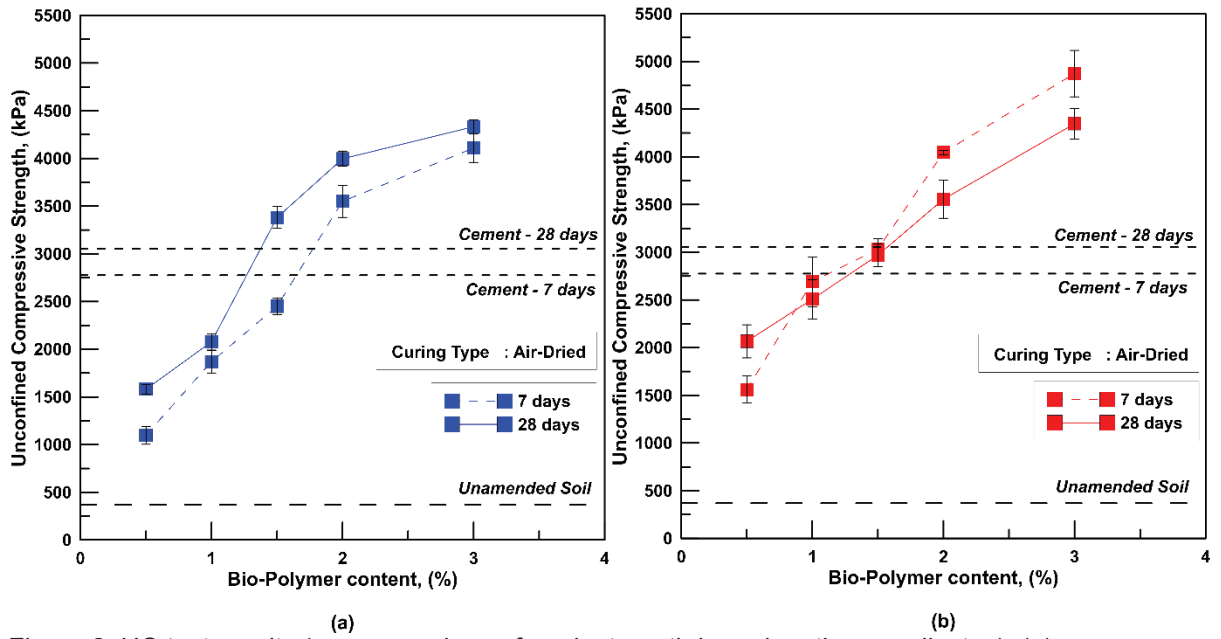 Unconfined Compressive Strength, (kPa)
5500
5000
4500
4000
3500
3000
2500
2000
1500
1000
500
0
Cement - 28 days
Cement - 7 days
Curing Type : Air-Dried
7 days
28 days
Unamended Soil
0 1 2 3 4
Bio-Polymer content, (%)
(a)
Unconfined Compressive Strength, (kPa)
5500
5000
4500
4000
3500
3000
2500
2000
1500
1000
500
0
Cement - 28 days
Cement - 7 days
Curing Type : Air-Dried
7 days
28 days
Unamended Soil
0 1 2 3 4
Bio-Polymer content, (%)
(b)